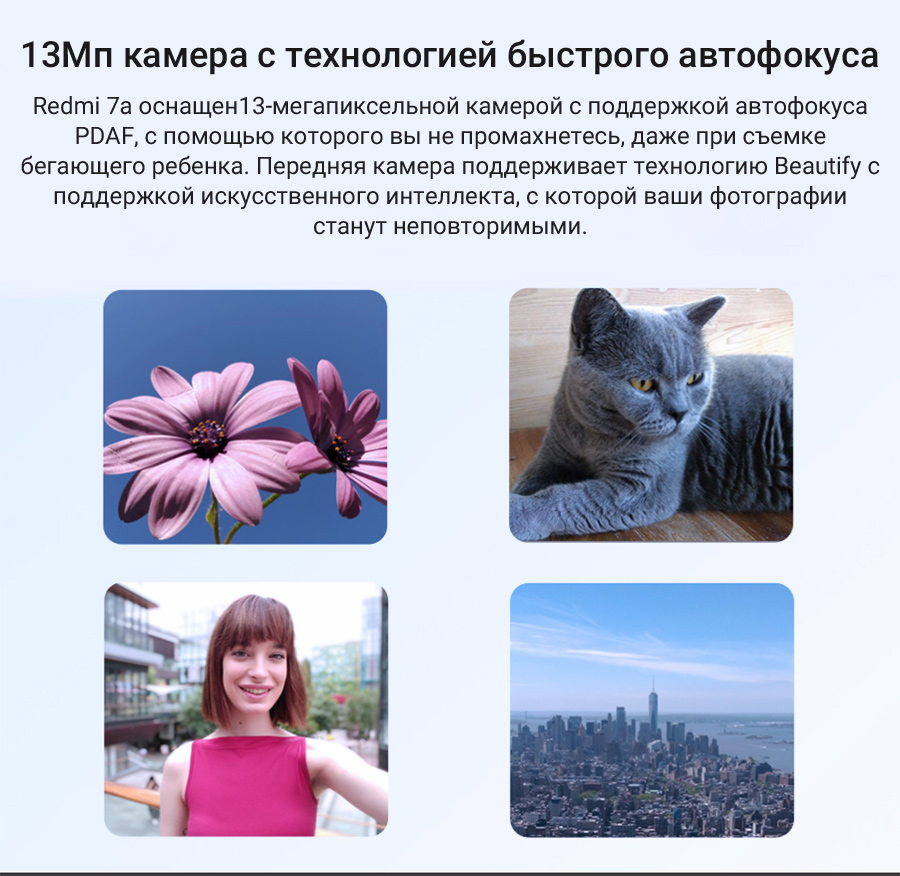 13Мп камера с технологией быстрого автофокуса
Redmi 7a оснащен13-мегапиксельной камерой с поддержкой автофокуса
PDAF, с помощью которого вы не промахнетесь, даже при съемке
бегающего ребенка. Передняя камера поддерживает технологию Beautify с
поддержкой искусственного интеллекта, с которой ваши фотографии
станут неповторимыми.